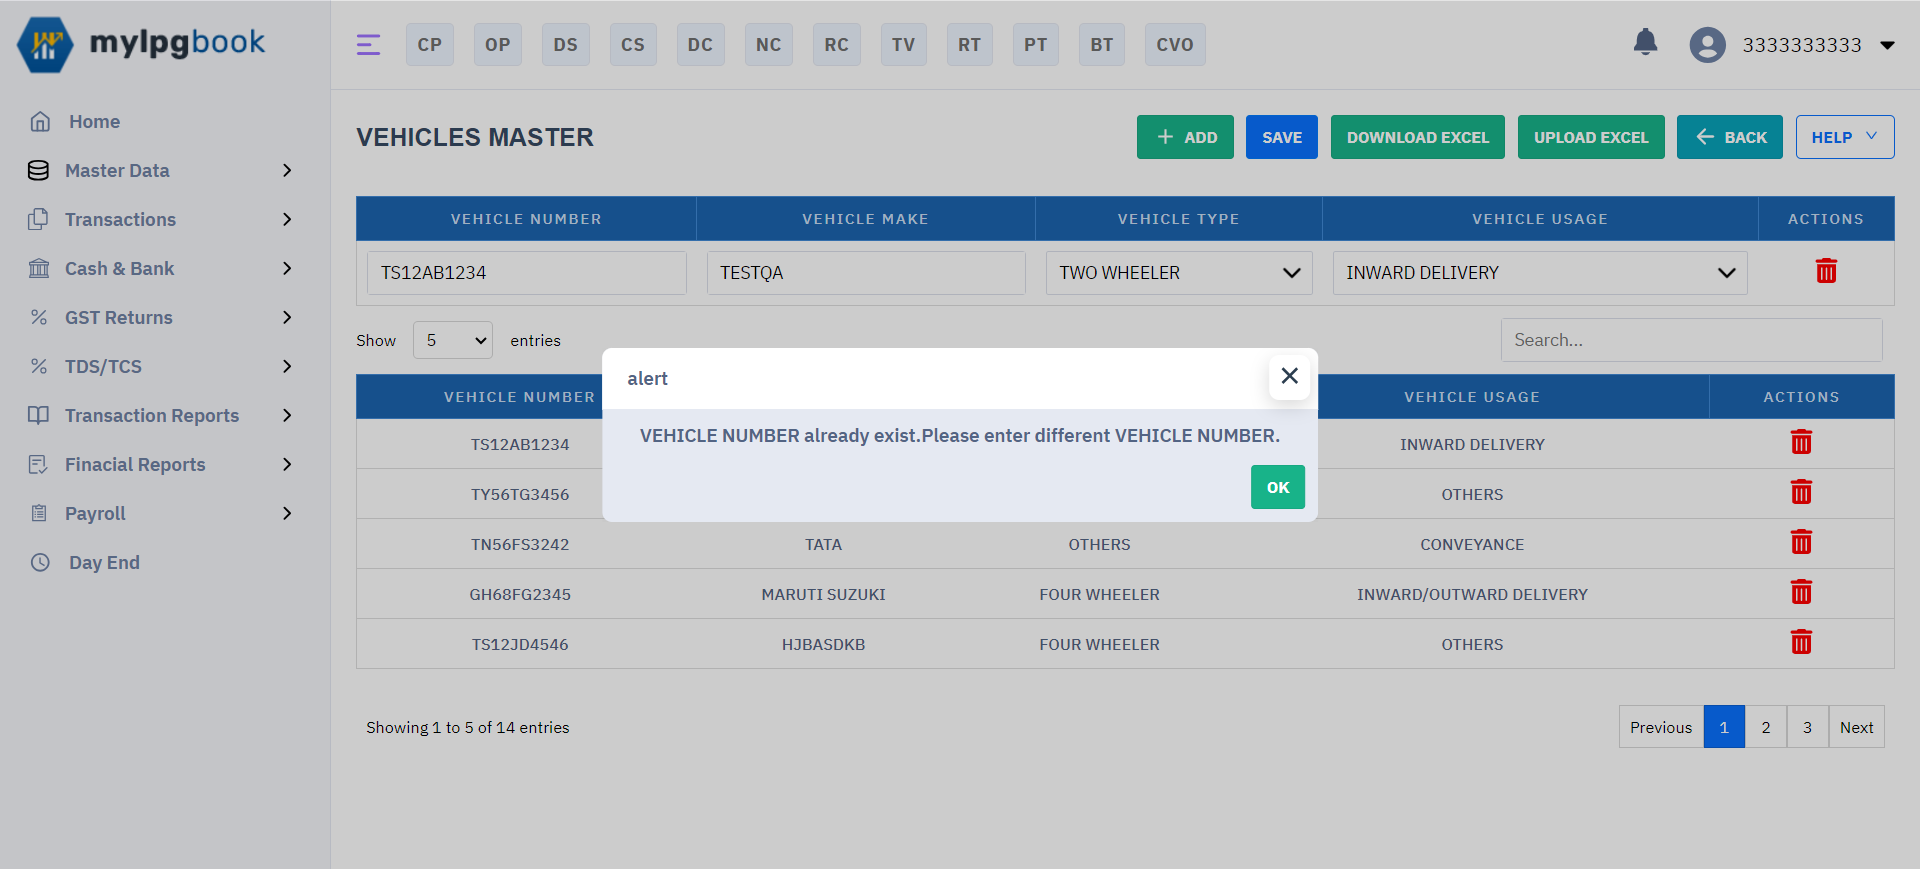 mylpgbook
CP OP DS CS DC NC RC TV RT PT BT CVO
3333333333
Home
Master Data
Transactions
Cash & Bank
GST Returns
TDS/TCS
Transaction Reports
Finacial Reports
Payroll
Day End
VEHICLES MASTER
ADD SAVE DOWNLOAD EXCEL UPLOAD EXCEL BACK HELP
VEHICLE NUMBER VEHICLE MAKE VEHICLE TYPE VEHICLE USAGE ACTIONS
TS12AB1234 TESTQA TWO WHEELER INWARD DELIVERY
Show 5 entries Search...
alert
VEHICLE NUMBER already exist.Please enter different VEHICLE NUMBER.
OK
VEHICLE NUMBER VEHICLE USAGE ACTIONS
TS12AB1234 INWARD DELIVERY
TY56TG3456 OTHERS
TN56FS3242 TATA OTHERS CONVEYANCE
GH68FG2345 MARUTI SUZUKI FOUR WHEELER INWARD/OUTWARD DELIVERY
TS12JD4546 HJBASDKB FOUR WHEELER OTHERS
Showing 1 to 5 of 14 entries Previous 1 2 3 Next